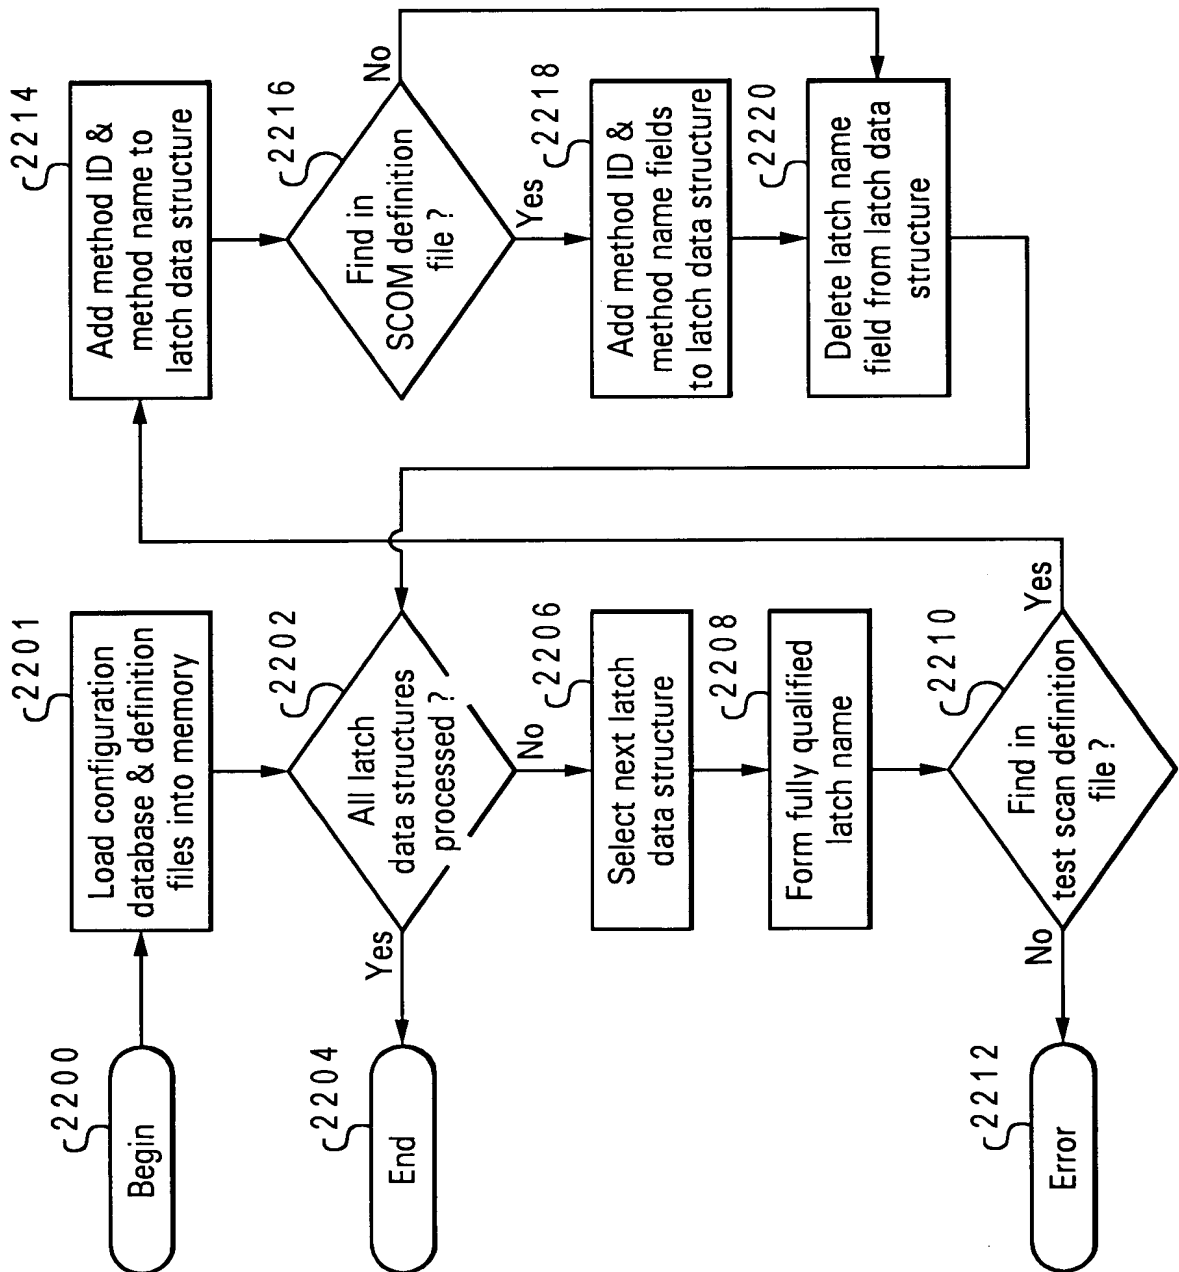 2200
Begin
2201
Load configuration
database & definition
files into memory
2202
All latch
data structures
processed ?
Yes
No
2204
End
2206
Select next latch
data structure
2208
Form fully qualified
latch name
2210
Find in
test scan definition
file ?
No
Yes
2212
Error
2214
Add method ID &
method name to
latch data structure
2216
Find in
SCOM definition
file ?
No
Yes
2218
Add method ID &
method name fields
to latch data structure
2220
Delete latch name
field from latch data
structure